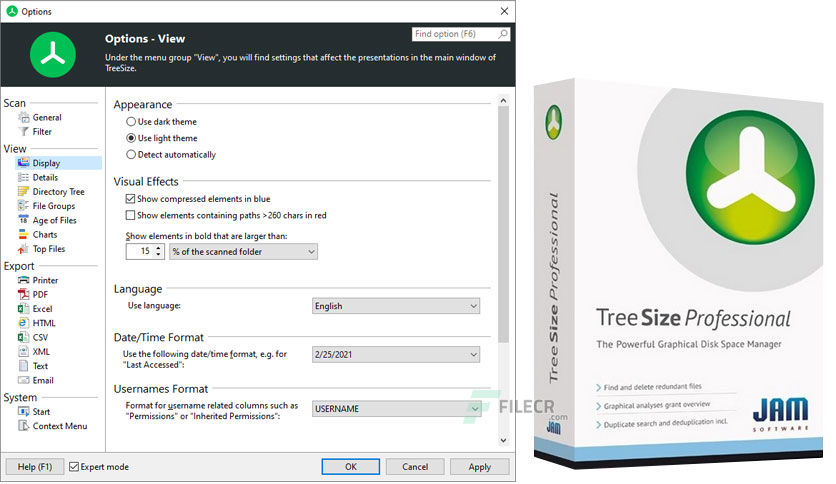 Options
Options - View
Find option (F6)
Under the menu group "View", you will find settings that affect the presentations in the main window of
TreeSize.
Scan
General
Filter
View
Display
Details
Directory Tree
File Groups
18
Age of Files
Charts
Top Files
Export
Printer
PDF
Excel
HTML
CSV
XML
Text
Email
System
Start
Context Menu
Appearance
Use dark theme
Use light theme
Detect automatically
Visual Effects
Show compressed elements in blue
Show elements containing paths >260 chars in red
Show elements in bold that are larger than:
15 % of the scanned folder
Language
Use language: English
Date/Time Format
Use the following date/time format, e.g. for
"Last Accessed": 2/25/2021
Usernames Format
Format for username related columns such as
"Permissions" or "Inherited Permissions": USERNAME
Help (F1) Expert mode OK Cancel Apply
FILECR
.com
Tree Size Professional
JAM
Tree Size Professional
The Powerful Graphical Disk Space Manager
Find and delete redundant files
Graphical analyses grant overview
Duplicate search and deduplication incl.
JAM
SOFTWARE